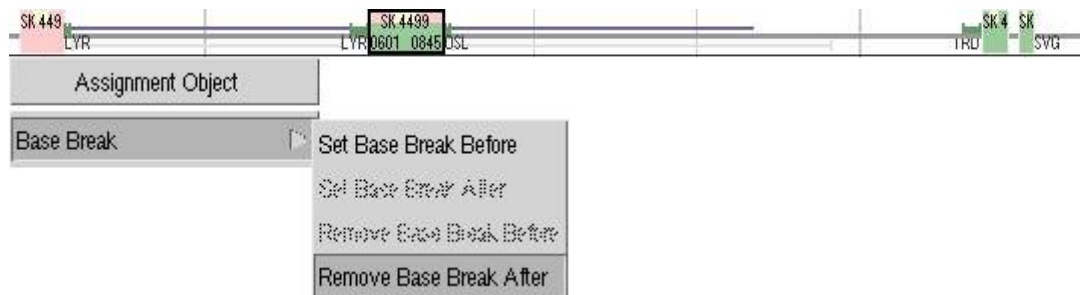 SK 449 SK 4499 SK 4 SK
LYR LYR 0601 0845 OSL TRD SVG
Assignment Object
Base Break
Set Base Break Before
Set Base Break After
Remove Base Break Before
Remove Base Break After